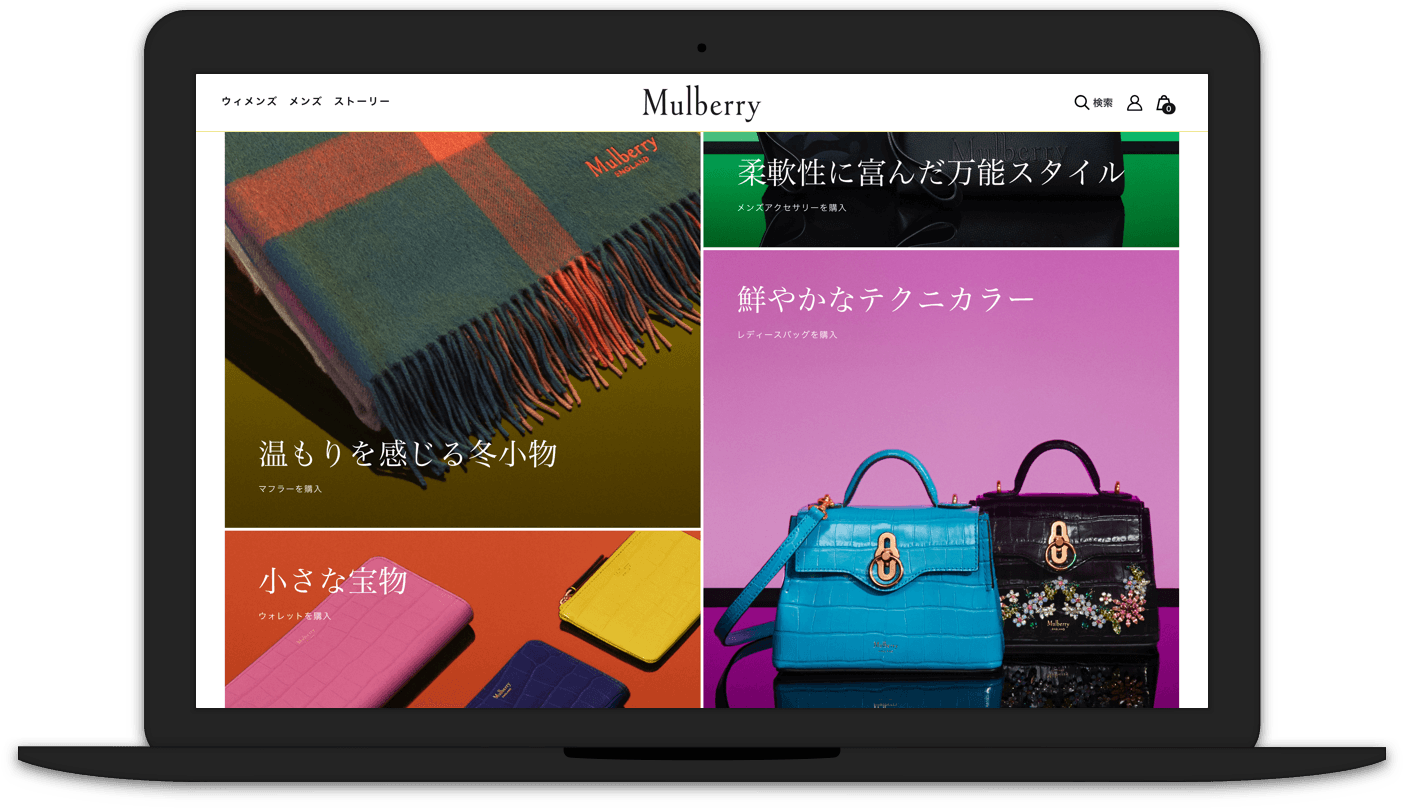 ウィメンズ メンズ ストーリー
Mulberry
検索
0
Mulberry
ENGLAND
温もりを感じる冬小物
マフラーを購入
Mulberry
柔軟性に富んだ万能スタイル
メンズアクセサリーを購入
鮮やかなテクニカラー
レディースバッグを購入
Mulberry
Mulberry
ENGLAND
小さな宝物
ウォレットを購入
Mulberry
Mulberry